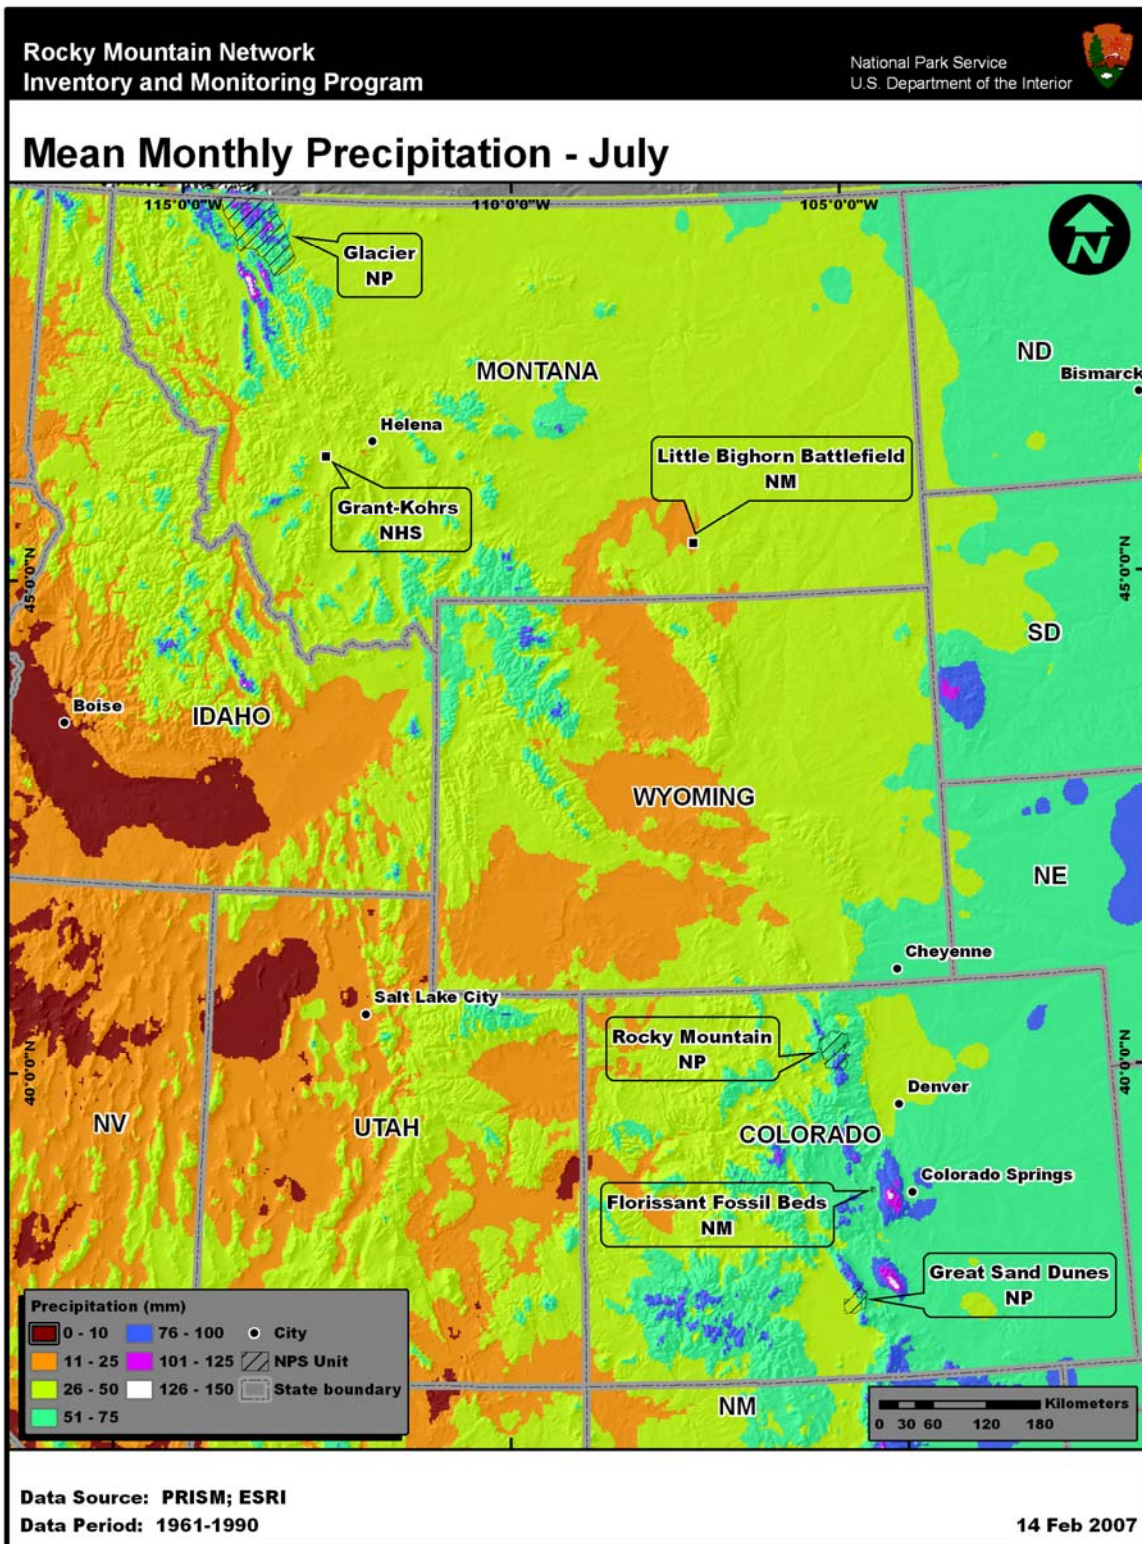 Rocky Mountain Network
Inventory and Monitoring Program
National Park Service
U.S. Department of the Interior
Mean Monthly Precipitation - July
115°0'0"W
110°0'0"W
105°0'0"W
N
Glacier
NP
ND
MONTANA
Bismarck
Helena
Little Bighorn Battlefield
NM
Grant-Kohrs
NHS
45°0'0"N
45°0'0"N
SD
Boise
IDAHO
WYOMING
NE
Cheyenne
Salt Lake City
Rocky Mountain
NP
40°0'0"N
40°0'0"N
Denver
NV
UTAH
COLORADO
Colorado Springs
Florissant Fossil Beds
NM
Great Sand Dunes
NP
Precipitation (mm)
0 - 10
76 - 100
City
11 - 25
101 - 125
NPS Unit
26 - 50
126 - 150
State boundary
51 - 75
NM
Kilometers
0 30 60 120 180
Data Source: PRISM; ESRI
Data Period: 1961-1990
14 Feb 2007